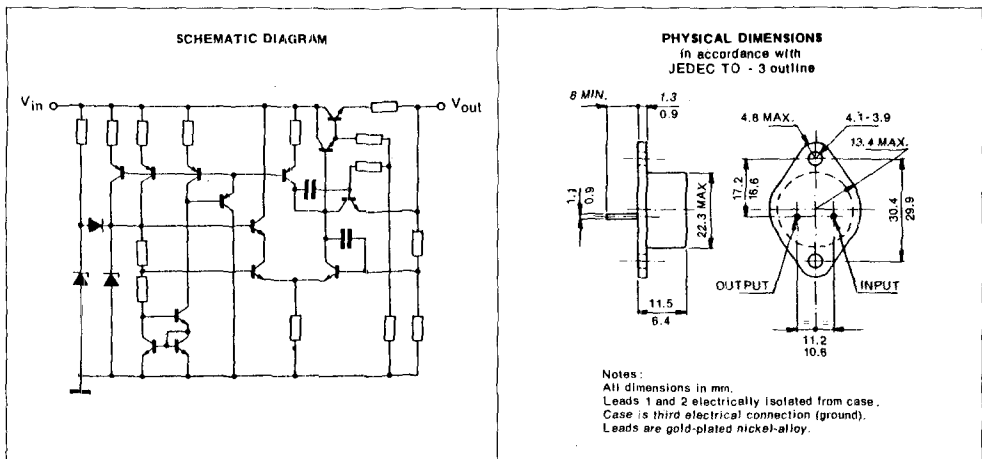 SCHEMATIC DIAGRAM
Vin
Vout
PHYSICAL DIMENSIONS
in accordance with
JEDEC TO - 3 outline
8 MIN.
1.3
0.9
4.8 MAX.
4.1-3.9
13.4 MAX.
1.1
0.9
22.3 MAX
17.2
16.6
30.4
29.9
OUTPUT
INPUT
11.5
6.4
11.2
10.6
Notes :
All dimensions in mm.
Leads 1 and 2 electrically isolated from case.
Case is third electrical connection (ground).
Leads are gold-plated nickel-alloy.